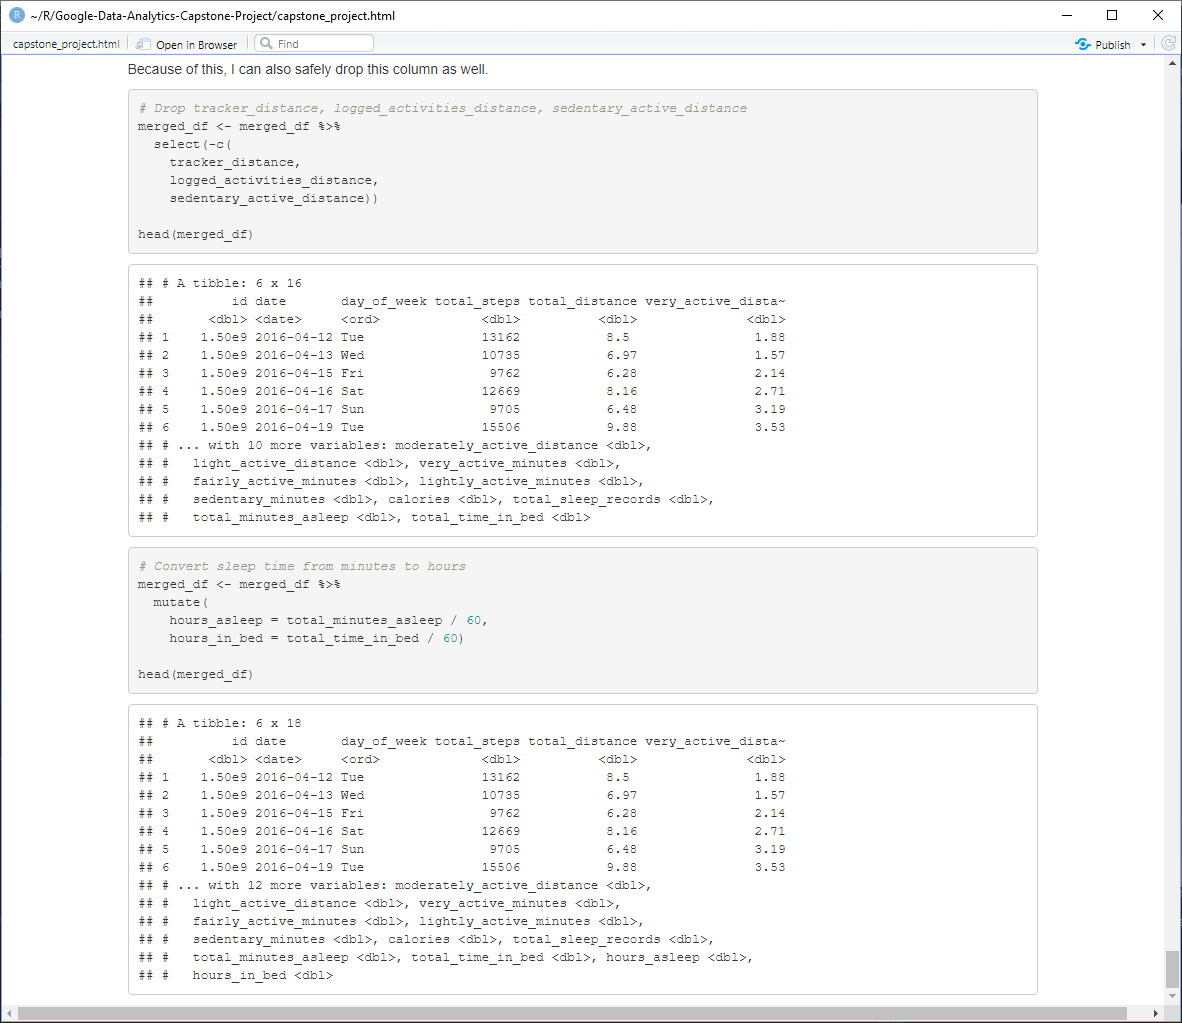 ~/R/Google-Data-Analytics-Capstone-Project/capstone_project.html
capstone_project.html Open in Browser Find Publish
Because of this, I can also safely drop this column as well.
# Drop tracker_distance, logged_activities_distance, sedentary_active_distance
merged_df <- merged_df %>%
  select(-c(
    tracker_distance,
    logged_activities_distance,
    sedentary_active_distance))
head(merged_df)
## # A tibble: 6 x 16
##          id date       day_of_week total_steps total_distance very_active_dista~
##       <dbl> <date>     <ord>             <dbl>          <dbl>              <dbl>
## 1    1.50e9 2016-04-12 Tue               13162           8.5                1.88
## 2    1.50e9 2016-04-13 Wed               10735           6.97               1.57
## 3    1.50e9 2016-04-15 Fri                9762           6.28               2.14
## 4    1.50e9 2016-04-16 Sat               12669           8.16               2.71
## 5    1.50e9 2016-04-17 Sun                9705           6.48               3.19
## 6    1.50e9 2016-04-19 Tue               15506           9.88               3.53
## # ... with 10 more variables: moderately_active_distance <dbl>,
## #   light_active_distance <dbl>, very_active_minutes <dbl>,
## #   fairly_active_minutes <dbl>, lightly_active_minutes <dbl>,
## #   sedentary_minutes <dbl>, calories <dbl>, total_sleep_records <dbl>,
## #   total_minutes_asleep <dbl>, total_time_in_bed <dbl>
# Convert sleep time from minutes to hours
merged_df <- merged_df %>%
  mutate(
    hours_asleep = total_minutes_asleep / 60,
    hours_in_bed = total_time_in_bed / 60)
head(merged_df)
## # A tibble: 6 x 18
##          id date       day_of_week total_steps total_distance very_active_dista~
##       <dbl> <date>     <ord>             <dbl>          <dbl>              <dbl>
## 1    1.50e9 2016-04-12 Tue               13162           8.5                1.88
## 2    1.50e9 2016-04-13 Wed               10735           6.97               1.57
## 3    1.50e9 2016-04-15 Fri                9762           6.28               2.14
## 4    1.50e9 2016-04-16 Sat               12669           8.16               2.71
## 5    1.50e9 2016-04-17 Sun                9705           6.48               3.19
## 6    1.50e9 2016-04-19 Tue               15506           9.88               3.53
## # ... with 12 more variables: moderately_active_distance <dbl>,
## #   light_active_distance <dbl>, very_active_minutes <dbl>,
## #   fairly_active_minutes <dbl>, lightly_active_minutes <dbl>,
## #   sedentary_minutes <dbl>, calories <dbl>, total_sleep_records <dbl>,
## #   total_minutes_asleep <dbl>, total_time_in_bed <dbl>, hours_asleep <dbl>,
## #   hours_in_bed <dbl>